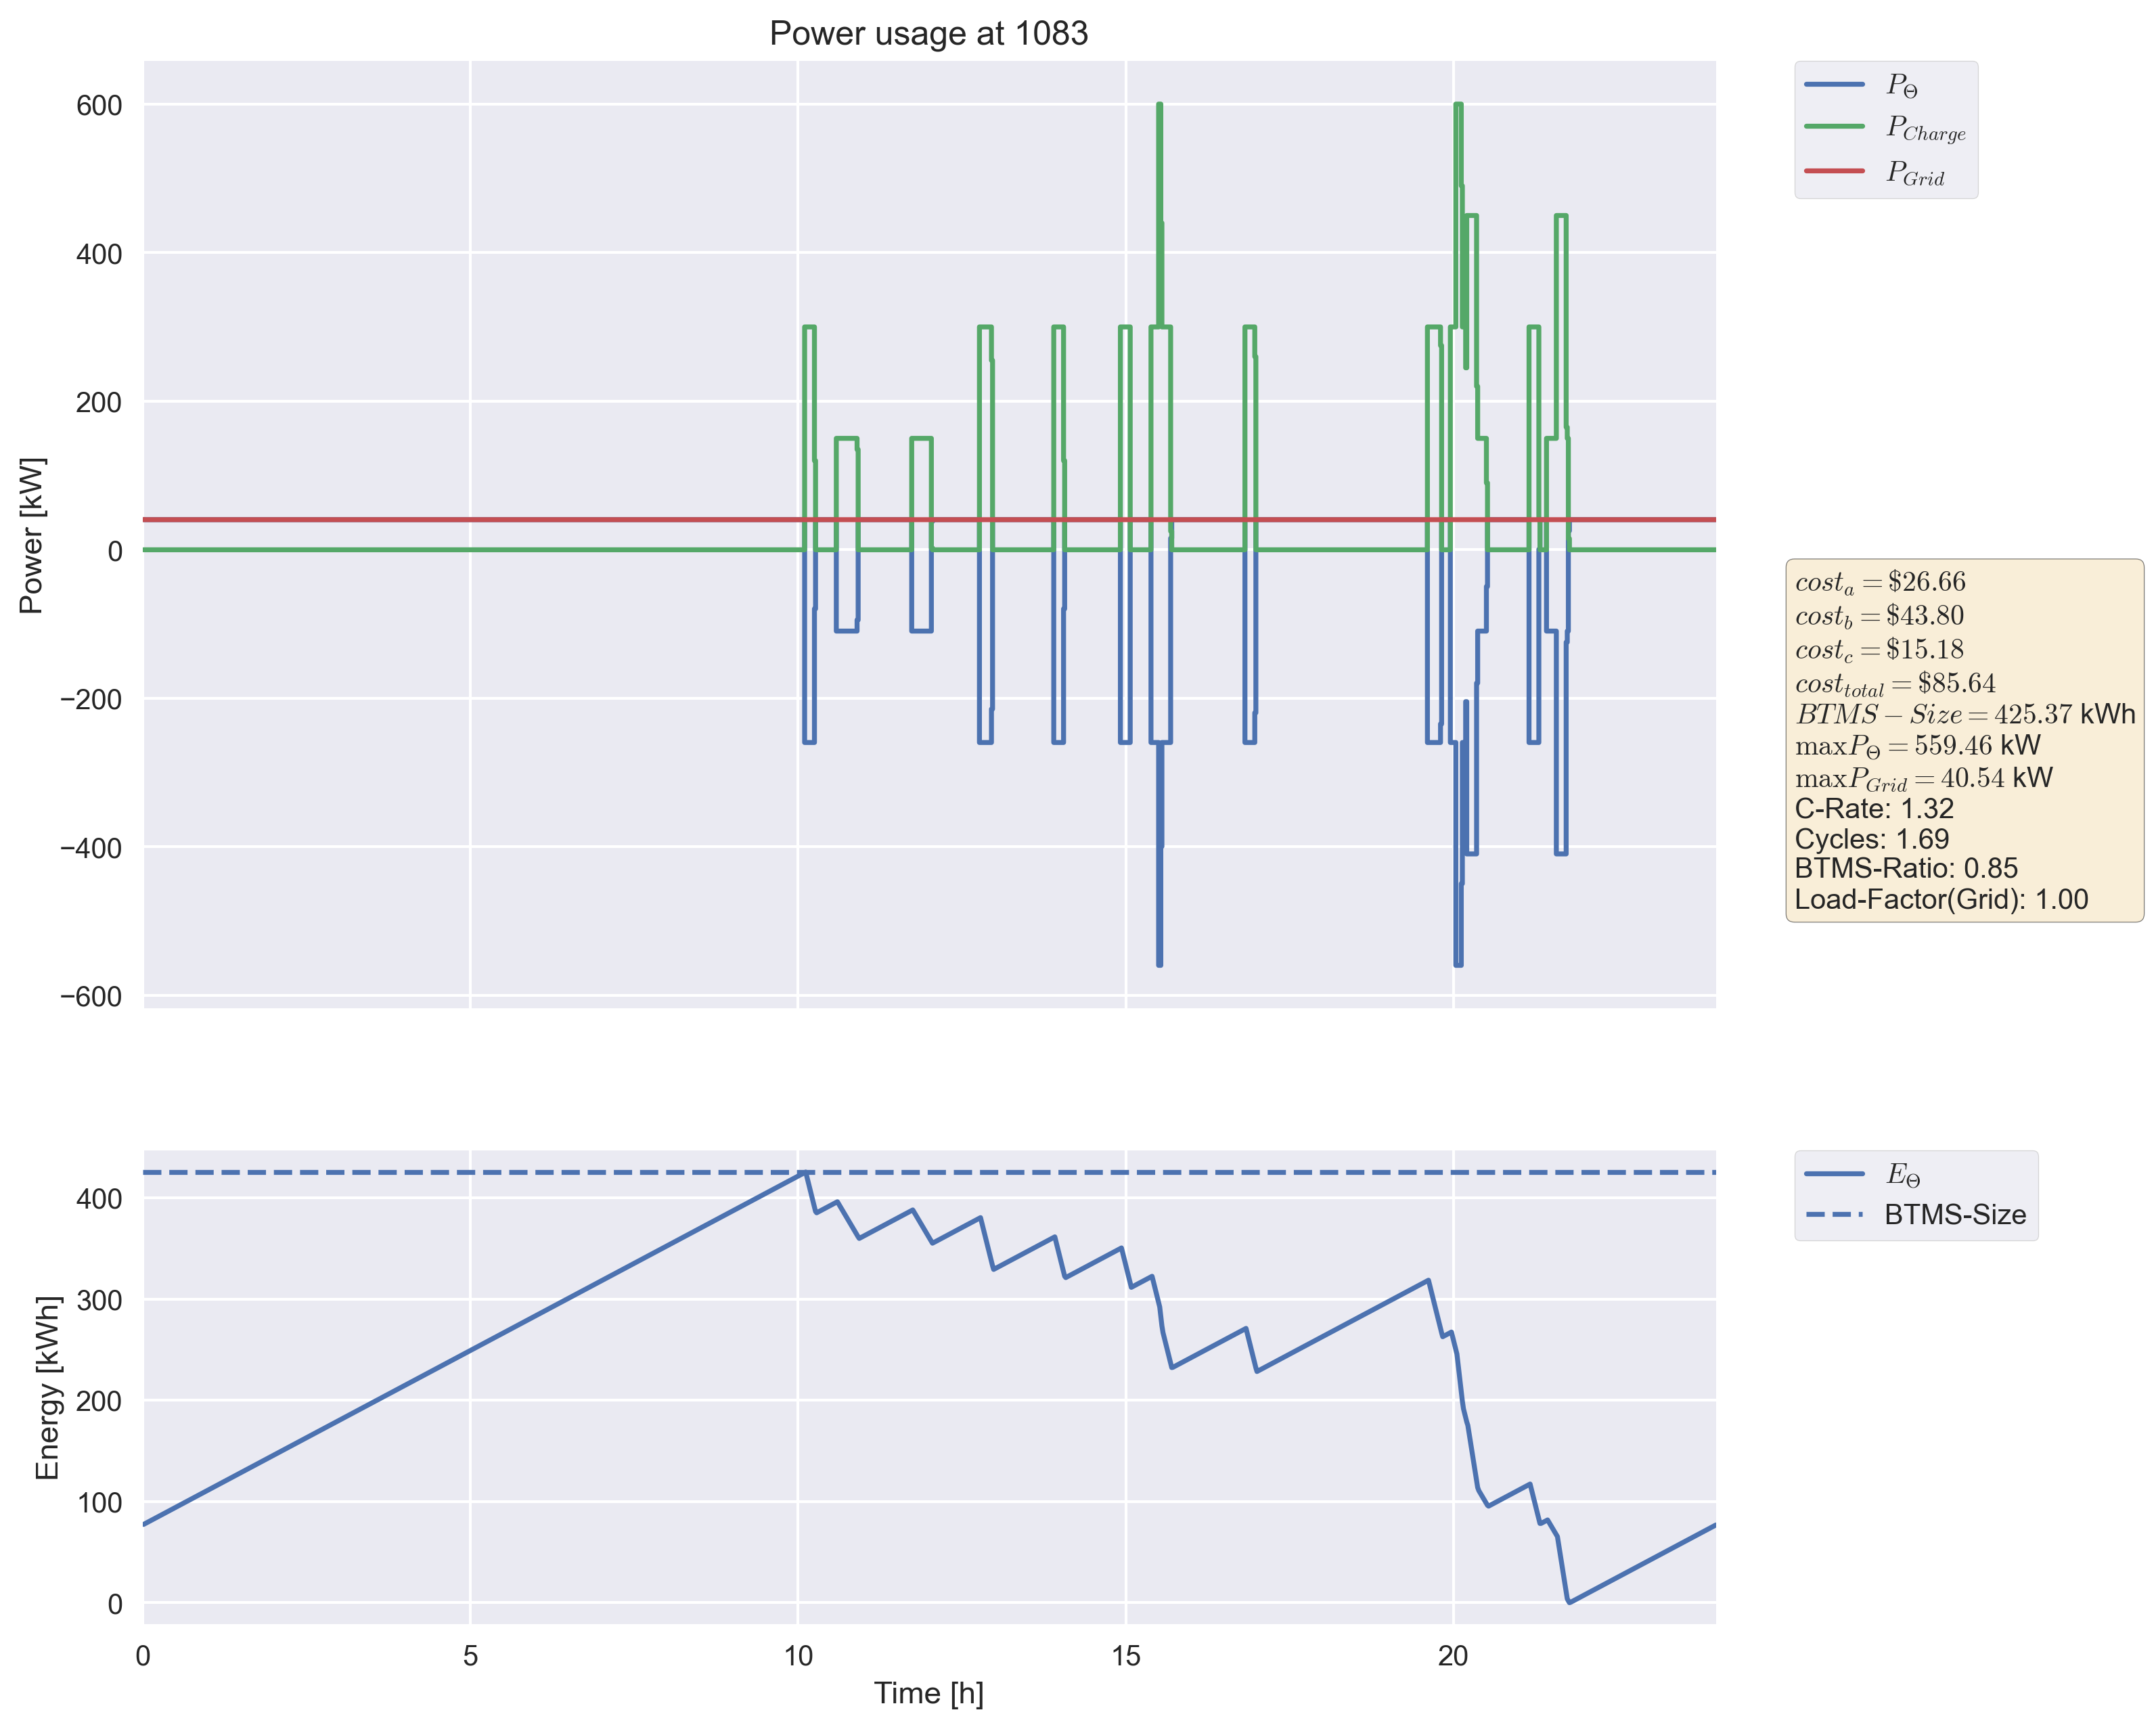 Power usage at 1083
600
400
200
0
−200
−400
−600
Power [kW]
P_Θ
P_Charge
P_Grid
cost_a = $26.66
cost_b = $43.80
cost_c = $15.18
cost_total = $85.64
BTMS − Size = 425.37 kWh
max P_Θ = 559.46 kW
max P_Grid = 40.54 kW
C-Rate: 1.32
Cycles: 1.69
BTMS-Ratio: 0.85
Load-Factor(Grid): 1.00
400
300
200
100
0
Energy [kWh]
E_Θ
BTMS-Size
0 5 10 15 20
Time [h]